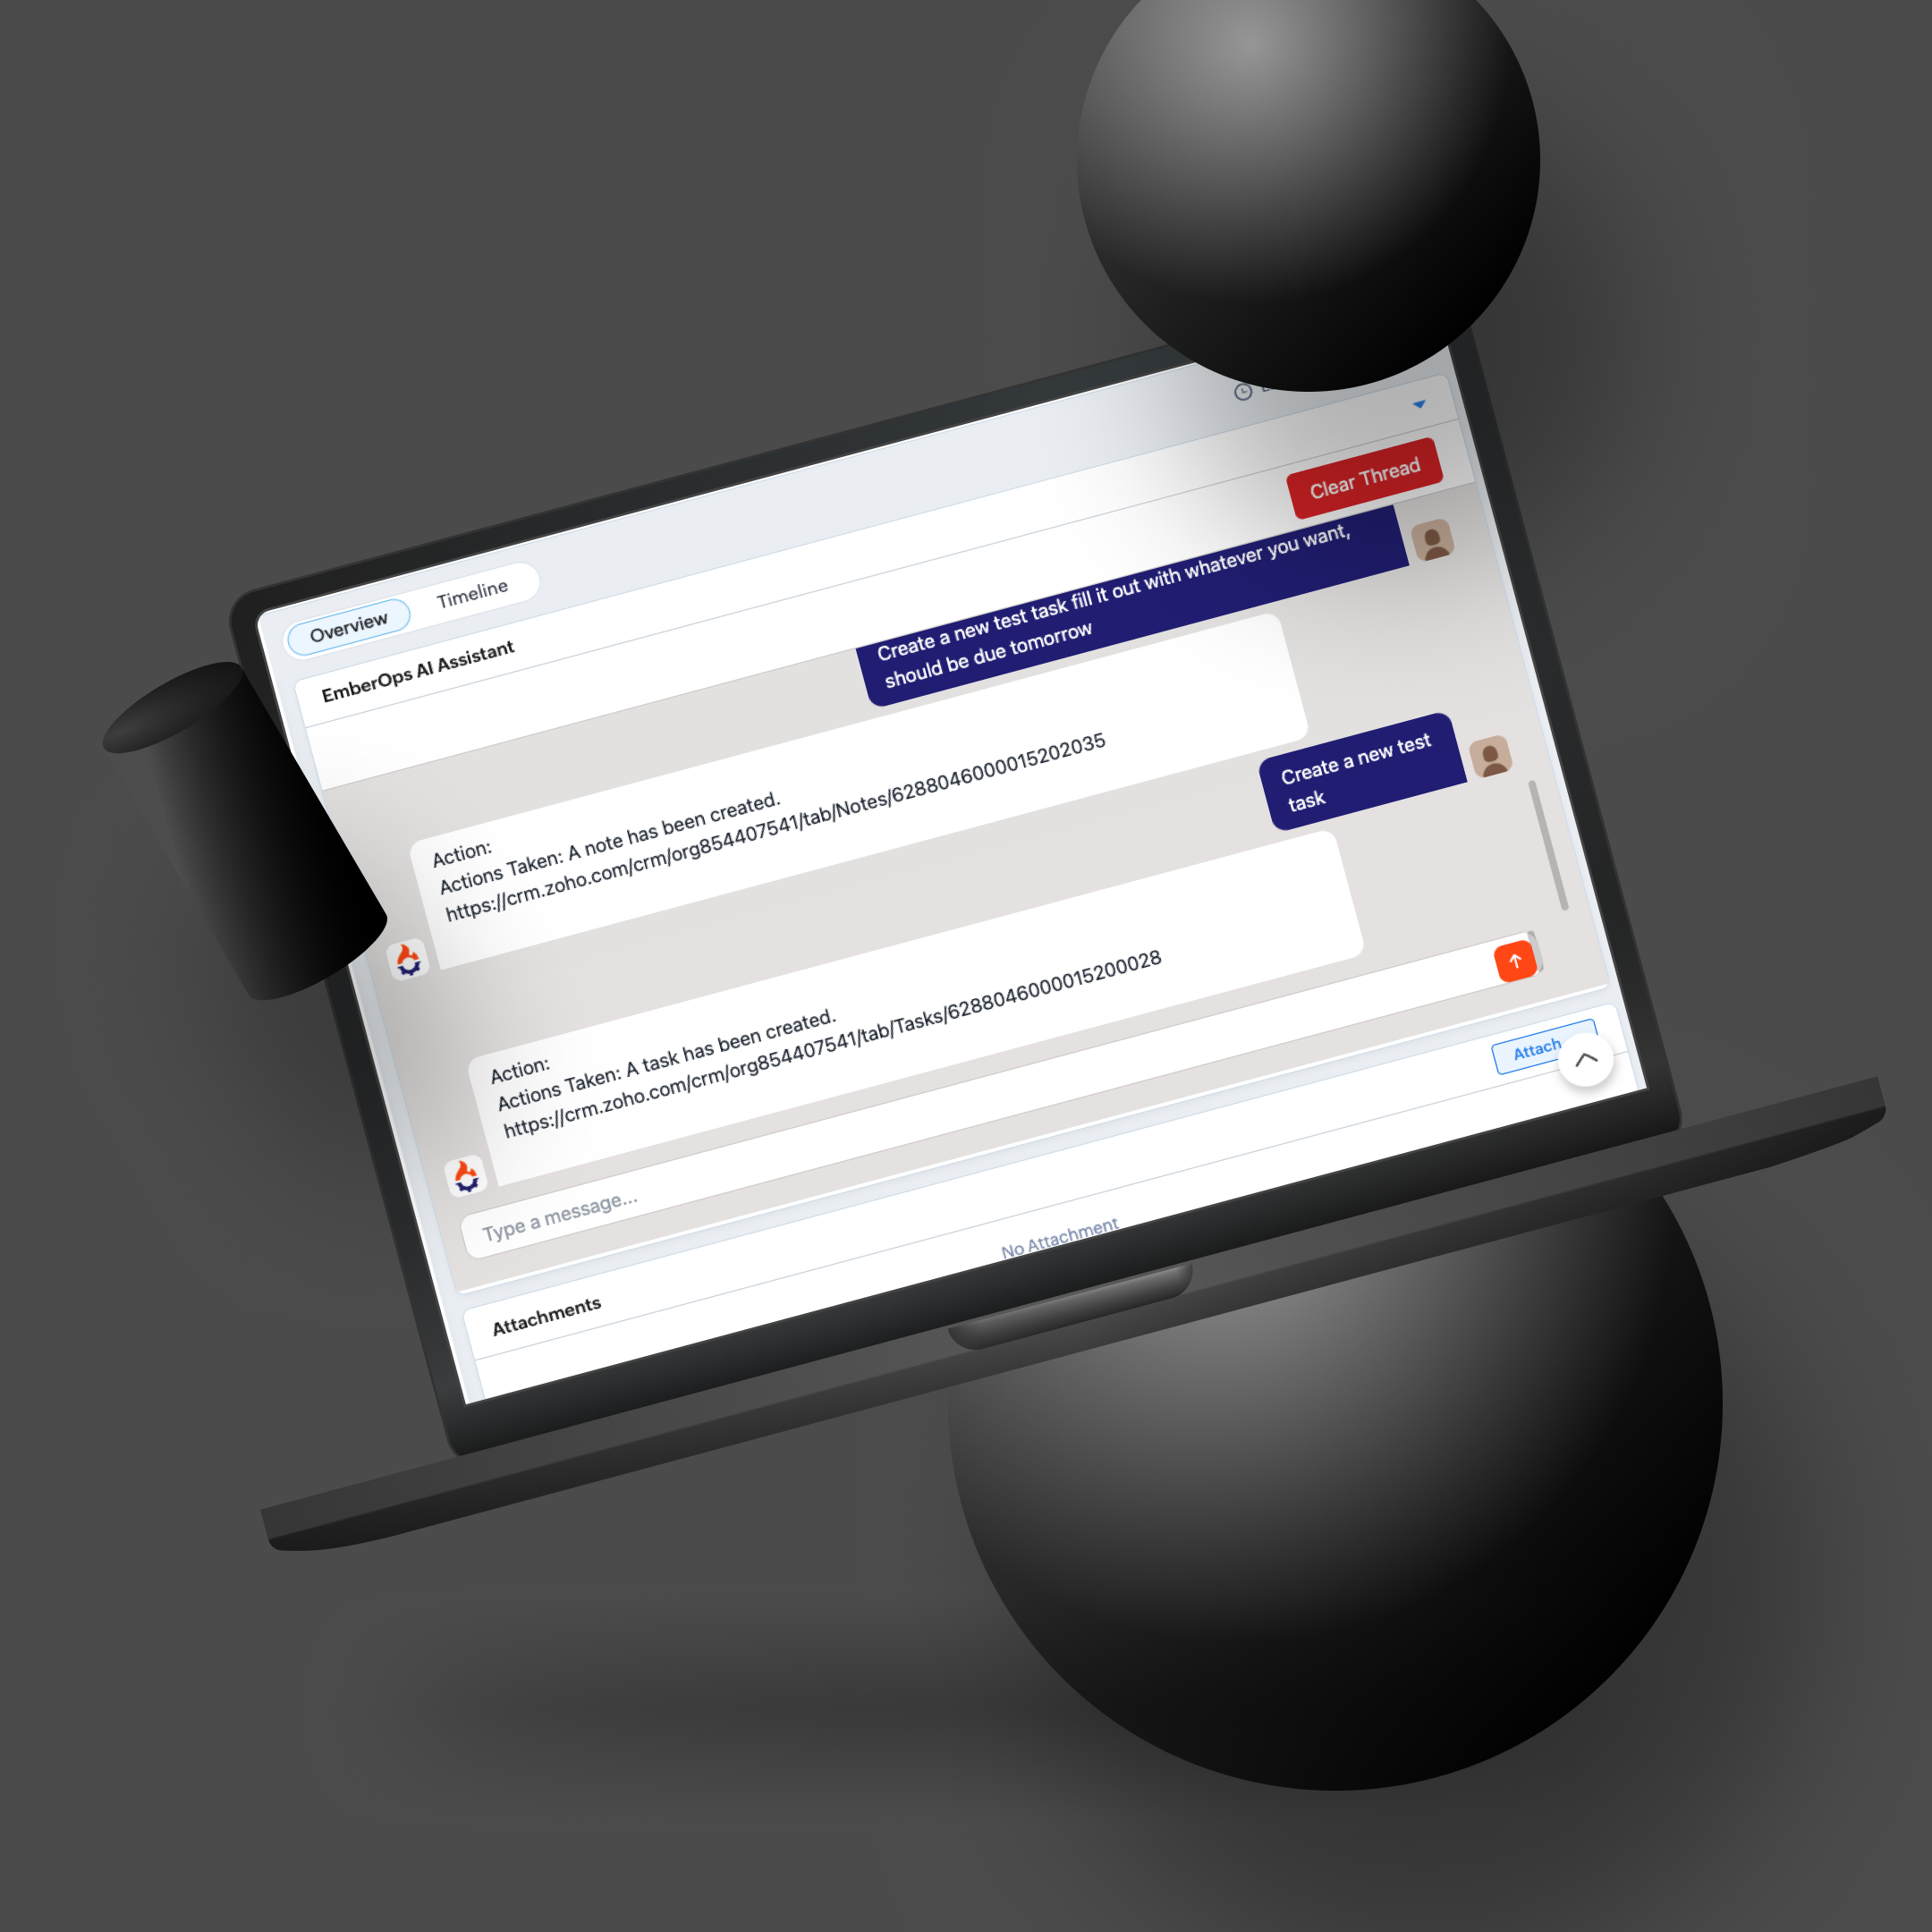 Overview
Timeline
EmberOps AI Assistant
Clear Thread
Create a new test task fill it out with whatever you want,
should be due tomorrow
Action:
Actions Taken: A note has been created.
https://crm.zoho.com/crm/org854407541/tab/Notes/6288046000015202035
Create a new test
task
Action:
Actions Taken: A task has been created.
https://crm.zoho.com/crm/org854407541/tab/Tasks/6288046000015200028
Type a message...
Attachments
Attach
No Attachment